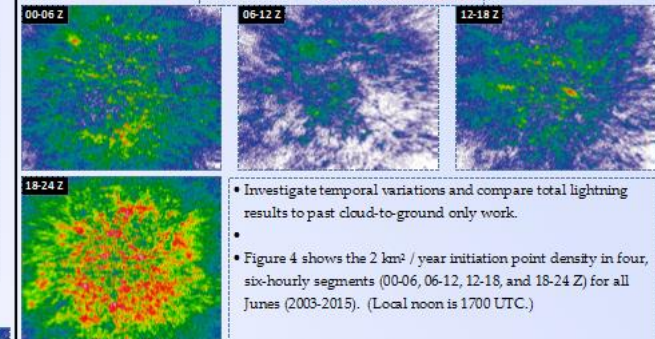 00-06 Z
06-12 Z
12-18 Z
18-24 Z
• Investigate temporal variations and compare total lightning
results to past cloud-to-ground only work.
•
• Figure 4 shows the 2 km² / year initiation point density in four,
six-hourly segments (00-06, 06-12, 12-18, and 18-24 Z) for all
Junes (2003-2015). (Local noon is 1700 UTC.)